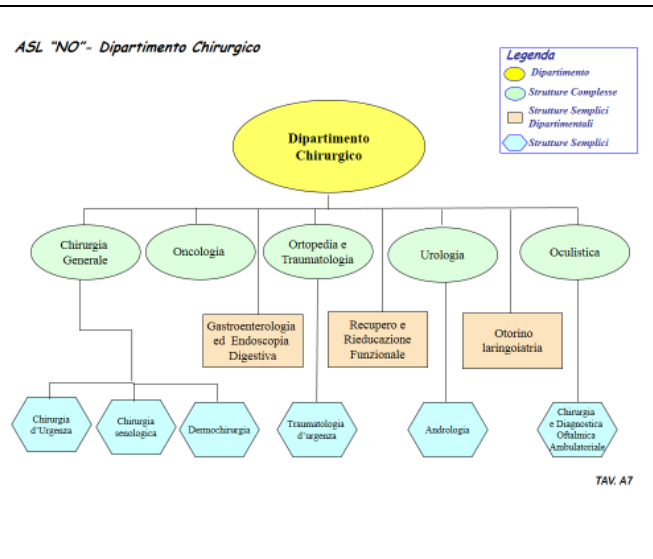 ASL "NO"- Dipartimento Chirurgico
Legenda
Dipartimento
Strutture Complesse
Strutture Semplici
Dipartimentali
Strutture Semplici
Dipartimento
Chirurgico
Chirurgia
Generale
Oncologia
Ortopedia e
Traumatologia
Urologia
Oculistica
Gastroenterologia
ed Endoscopia
Digestiva
Recupero e
Rieducazione
Funzionale
Otorino
laringoiatria
Chirurgia
d'Urgenza
Chirurgia
senologica
Dermochirurgia
Traumatologia
d'urgenza
Andrologia
Chirurgia
e Diagnostica
Oftalmica
Ambulatoriale
TAV. A7